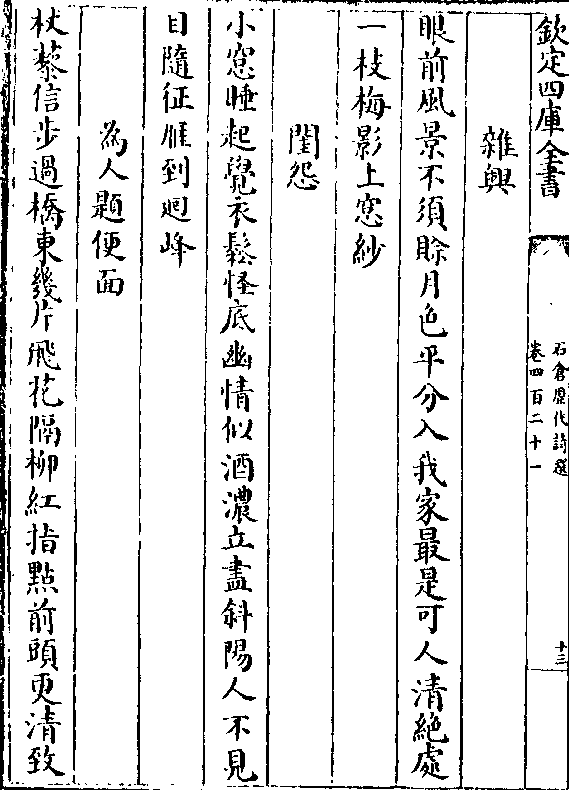 欽定四庫全書
石倉歷代詩選
卷四百二十一
十三
雜興
眼前風景不須賖月色平分入我家最是可人清絶處
一枝梅影上窓紗
閨怨
小窓睡起覺衣鬆怪底幽情似酒濃立盡斜陽人不見
目隨征雁到迴峰
為人題便面
杖藜信步過橋東幾片飛花隔柳紅指點前頭更清致